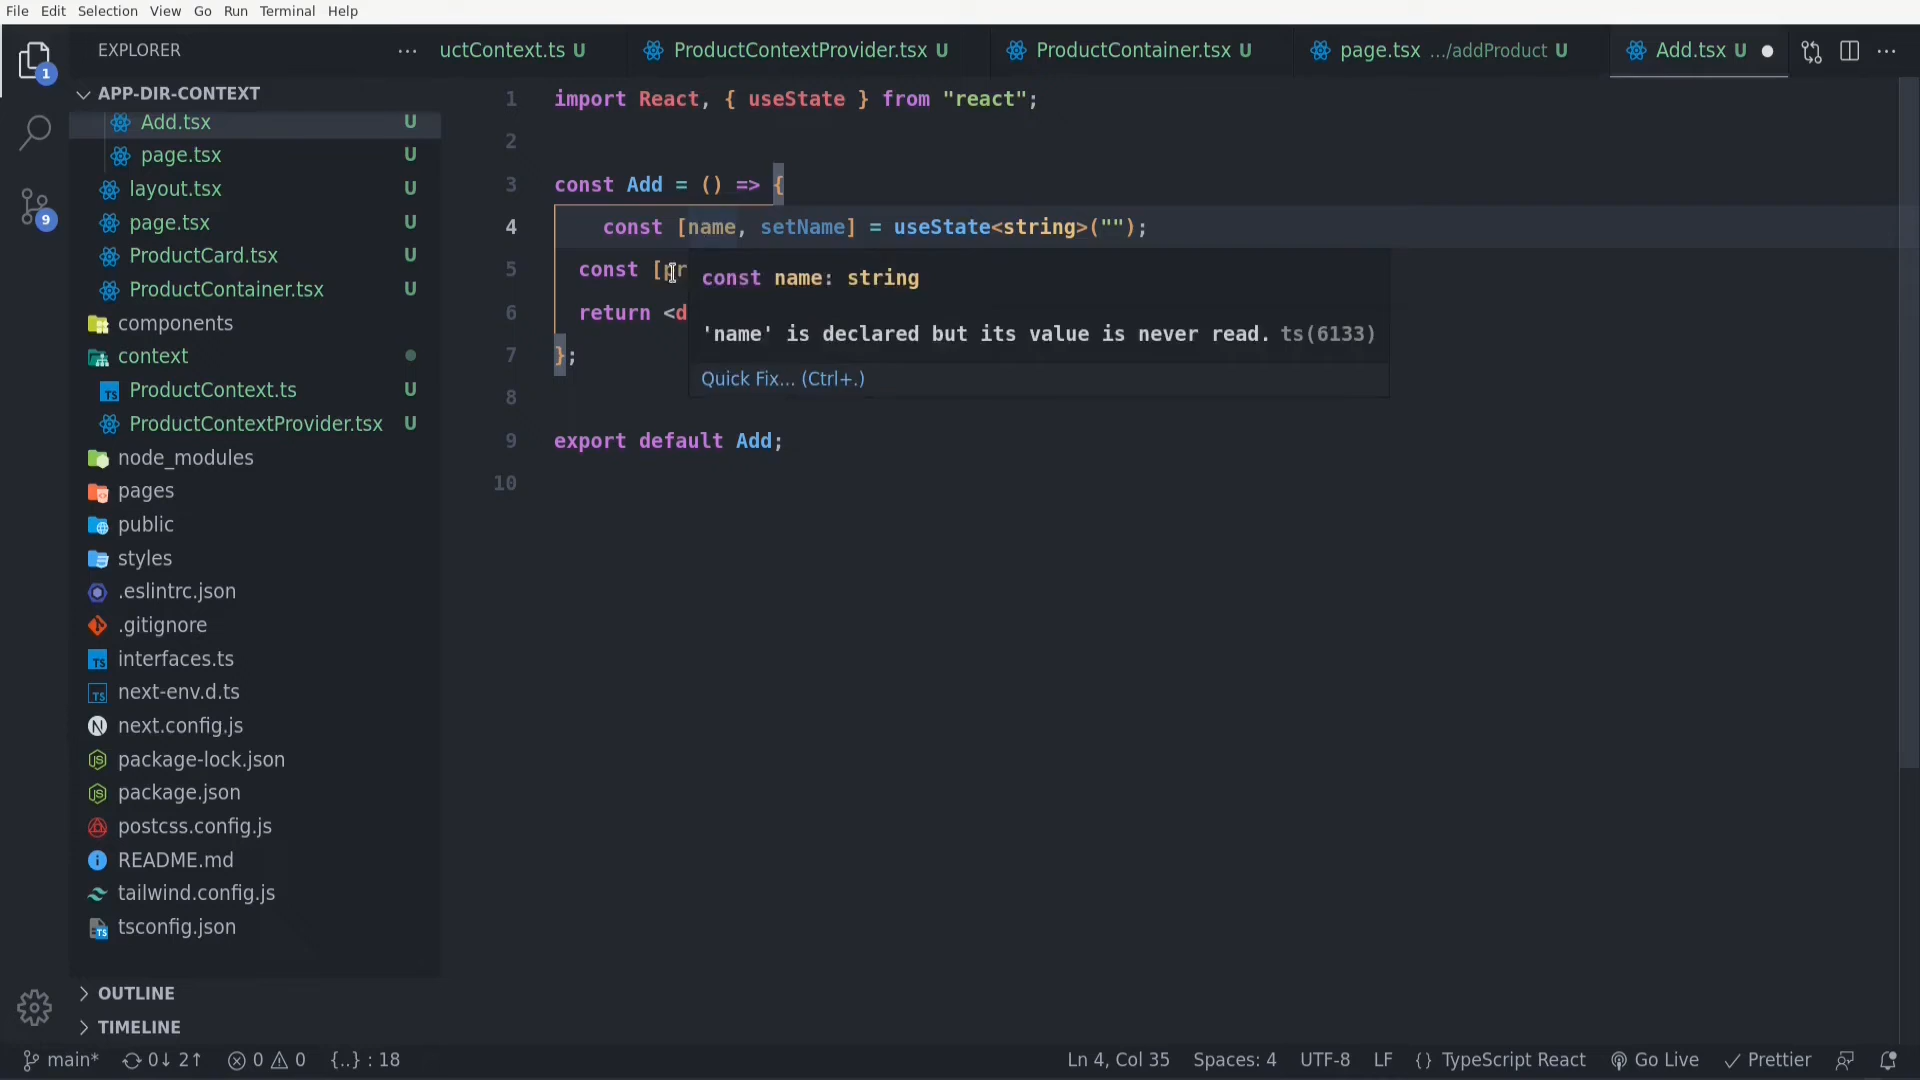 File Edit Selection View Go Run Terminal Help
EXPLORER ···
uctContext.ts U
ProductContextProvider.tsx U
ProductContainer.tsx U
page.tsx .../addProduct U
Add.tsx U
1
APP-DIR-CONTEXT
Add.tsx U
page.tsx U
layout.tsx U
page.tsx U
ProductCard.tsx U
ProductContainer.tsx U
components
context
ProductContext.ts U
ProductContextProvider.tsx U
node_modules
pages
public
styles
.eslintrc.json
.gitignore
interfaces.ts
next-env.d.ts
next.config.js
package-lock.json
package.json
postcss.config.js
README.md
tailwind.config.js
tsconfig.json
OUTLINE
TIMELINE
9
1 import React, { useState } from "react";
2
3 const Add = () => {
4 const [name, setName] = useState<string>("");
5 const [pr
6 return <d
7 };
8
9 export default Add;
10
const name: string
'name' is declared but its value is never read. ts(6133)
Quick Fix... (Ctrl+.)
main* 0↓ 2↑ 0 0 {..} : 18 Ln 4, Col 35 Spaces: 4 UTF-8 LF {} TypeScript React Go Live Prettier